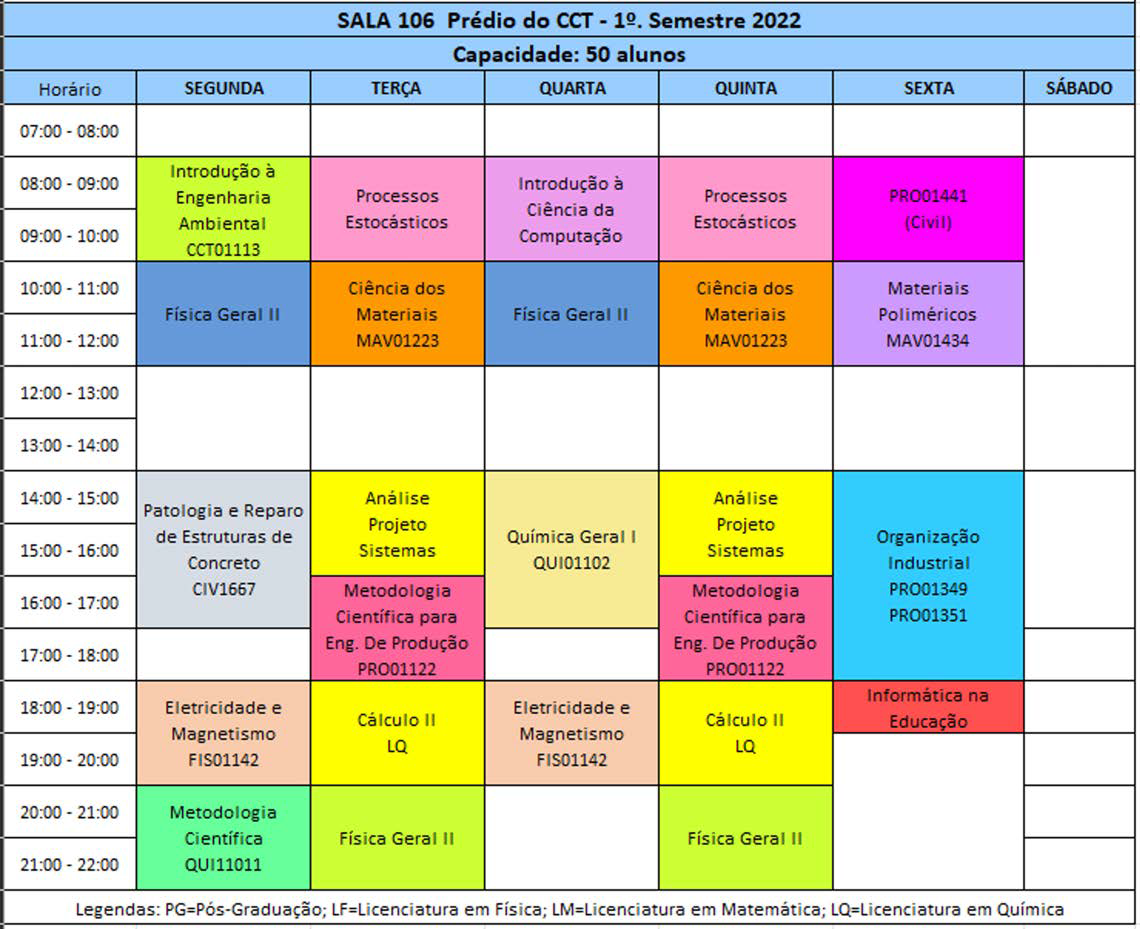 SALA 106  Prédio do CCT - 1º. Semestre 2022
Capacidade: 50 alunos
Horário SEGUNDA TERÇA QUARTA QUINTA SEXTA SÁBADO
07:00 - 08:00
08:00 - 09:00
09:00 - 10:00
Introdução à
Engenharia
Ambiental
CCT01113
Processos
Estocásticos
Introdução à
Ciência da
Computação
Processos
Estocásticos
PRO01441
(Civil)
10:00 - 11:00
11:00 - 12:00
Física Geral II
Ciência dos
Materiais
MAV01223
Física Geral II
Ciência dos
Materiais
MAV01223
Materiais
Poliméricos
MAV01434
12:00 - 13:00
13:00 - 14:00
14:00 - 15:00
15:00 - 16:00
16:00 - 17:00
17:00 - 18:00
Patologia e Reparo
de Estruturas de
Concreto
CIV1667
Análise
Projeto
Sistemas
Química Geral I
QUI01102
Análise
Projeto
Sistemas
Organização
Industrial
PRO01349
PRO01351
Metodologia
Científica para
Eng. De Produção
PRO01122
Metodologia
Científica para
Eng. De Produção
PRO01122
18:00 - 19:00
19:00 - 20:00
Eletricidade e
Magnetismo
FIS01142
Cálculo II
LQ
Eletricidade e
Magnetismo
FIS01142
Cálculo II
LQ
Informática na
Educação
20:00 - 21:00
21:00 - 22:00
Metodologia
Científica
QUI11011
Física Geral II
Física Geral II
Legendas: PG=Pós-Graduação; LF=Licenciatura em Física; LM=Licenciatura em Matemática; LQ=Licenciatura em Química